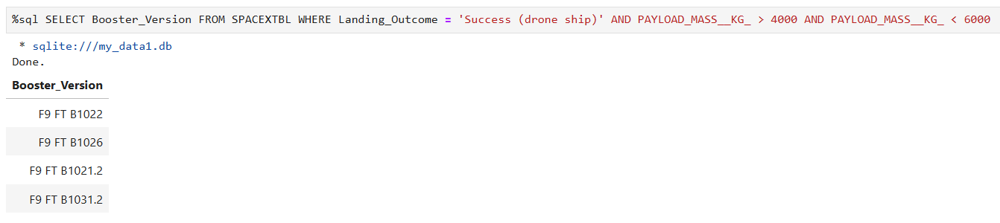 %sql SELECT Booster_Version FROM SPACEXTBL WHERE Landing_Outcome = 'Success (drone ship)' AND PAYLOAD_MASS__KG_ > 4000 AND PAYLOAD_MASS__KG_ < 6000
* sqlite:///my_data1.db
Done.
Booster_Version
F9 FT B1022
F9 FT B1026
F9 FT B1021.2
F9 FT B1031.2